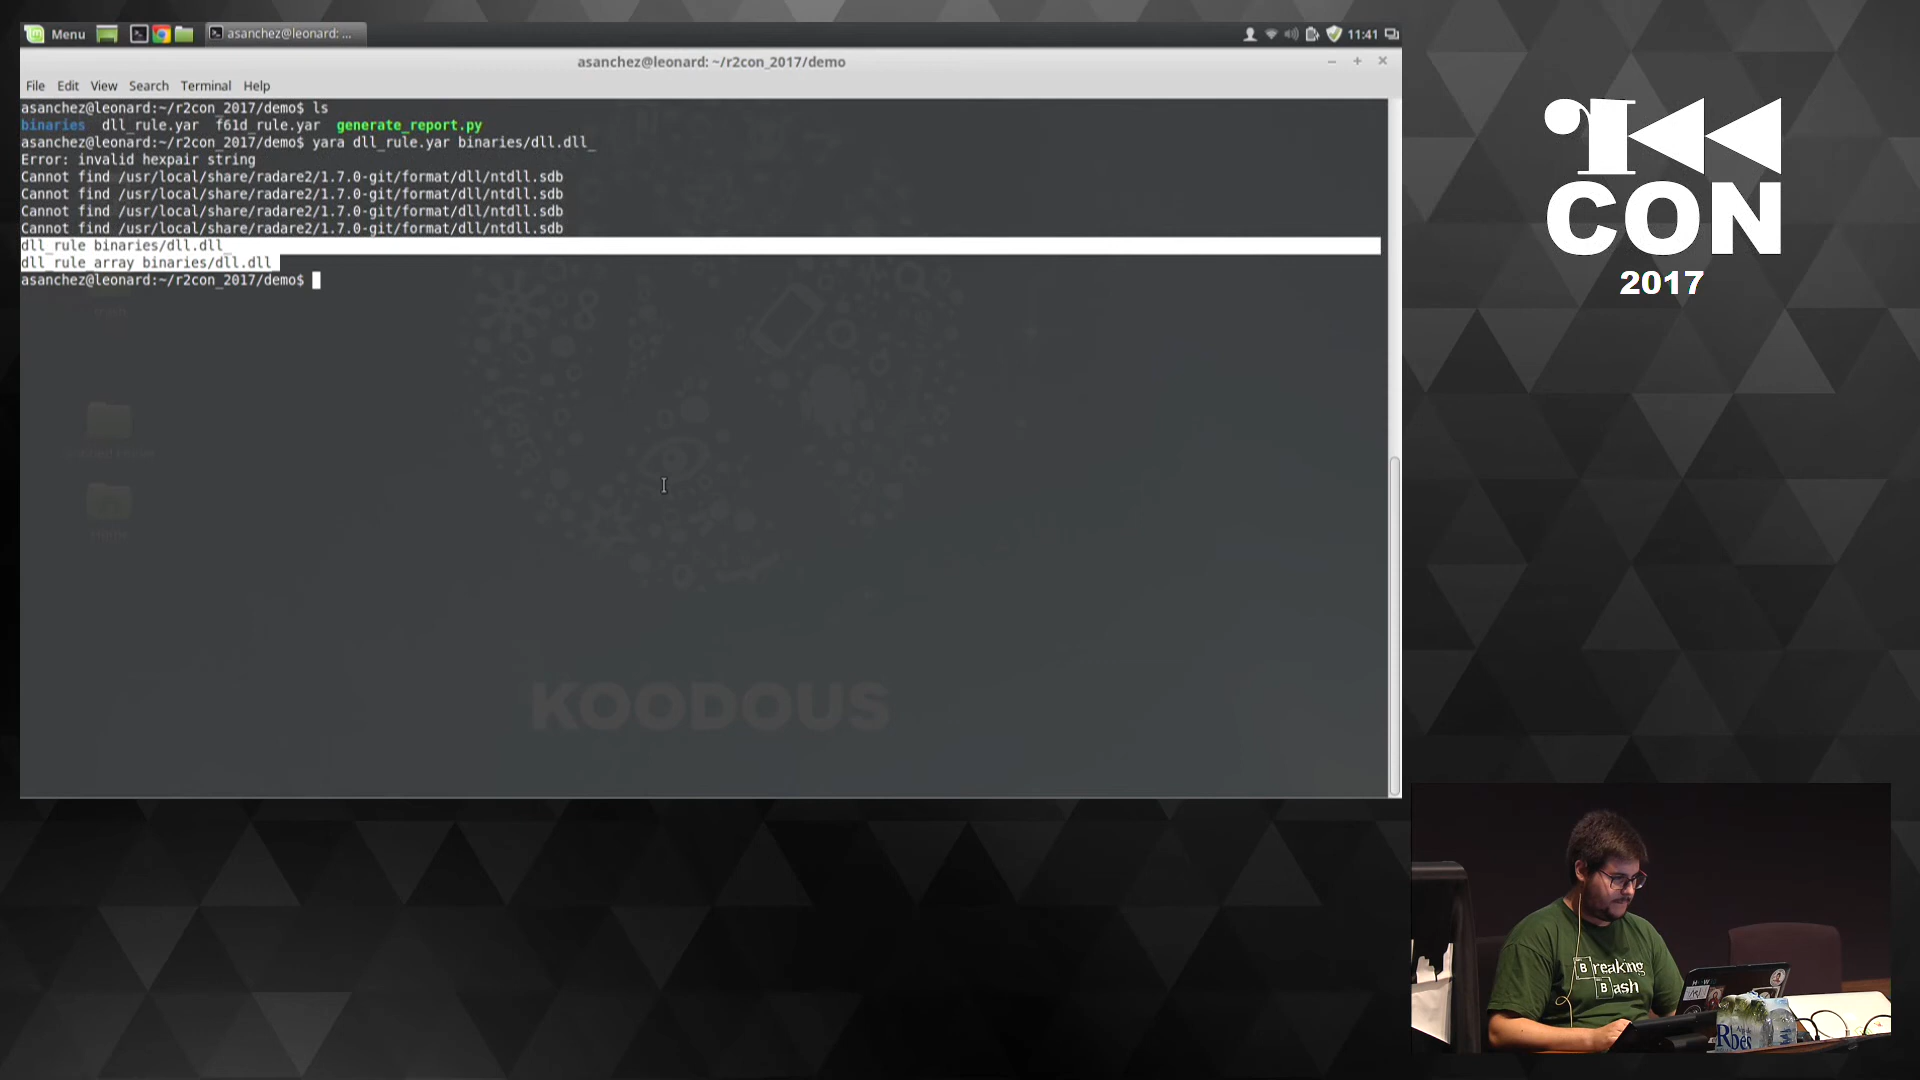 Menu
asanchez@leonard: ...
11:41
asanchez@leonard: ~/r2con_2017/demo
File Edit View Search Terminal Help
asanchez@leonard:~/r2con_2017/demo$ ls
binaries dll_rule.yar f61d_rule.yar generate_report.py
asanchez@leonard:~/r2con_2017/demo$ yara dll_rule.yar binaries/dll.dll_
Error: invalid hexpair string
Cannot find /usr/local/share/radare2/1.7.0-git/format/dll/ntdll.sdb
Cannot find /usr/local/share/radare2/1.7.0-git/format/dll/ntdll.sdb
Cannot find /usr/local/share/radare2/1.7.0-git/format/dll/ntdll.sdb
Cannot find /usr/local/share/radare2/1.7.0-git/format/dll/ntdll.sdb
dll_rule binaries/dll.dll_
dll_rule array binaries/dll.dll_
asanchez@leonard:~/r2con_2017/demo$
KOODOUS
CON
2017
Breaking
Bash